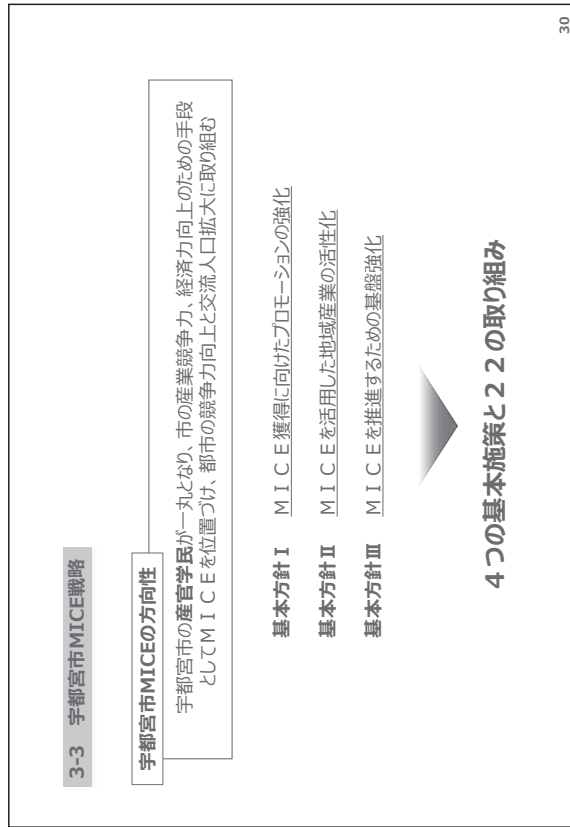 3-3 宇都宮市MICE戦略
宇都宮市MICEの方向性
宇都宮市の産官学民が一丸となり、市の産業競争力、経済力向上のための手段
としてＭＩＣＥを位置づけ、都市の競争力向上と交流人口拡大に取り組む
基本方針Ⅰ ＭＩＣＥ獲得に向けたプロモーションの強化
基本方針Ⅱ ＭＩＣＥを活用した地域産業の活性化
基本方針Ⅲ ＭＩＣＥを推進するための基盤強化
４つの基本施策と２２の取り組み
30